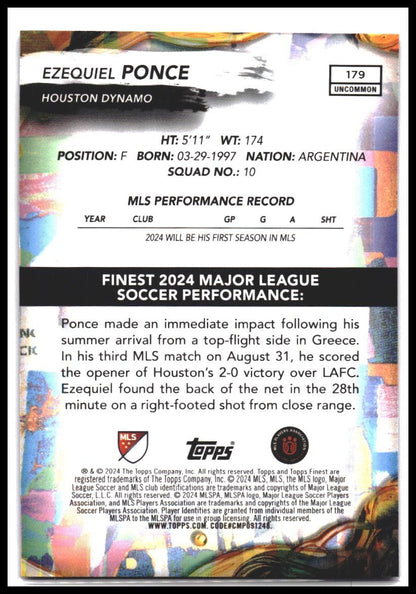 EZEQUIEL PONCE
HOUSTON DYNAMO
179
UNCOMMON
HT: 5'11" WT: 174
POSITION: F BORN: 03-29-1997 NATION: ARGENTINA
SQUAD NO.: 10
MLS PERFORMANCE RECORD
YEAR CLUB GP G A SHT
2024 WILL BE HIS FIRST SEASON IN MLS
FINEST 2024 MAJOR LEAGUE
SOCCER PERFORMANCE:
Ponce made an immediate impact following his
summer arrival from a top-flight side in Greece.
In his third MLS match on August 31, he scored
the opener of Houston's 2-0 victory over LAFC.
Ezequiel found the back of the net in the 28th
minute on a right-footed shot from close range.
MLS
Topps
® & © 2024 The Topps Company, Inc. All rights reserved. Topps and Topps Finest are
registered trademarks of The Topps Company, Inc. © 2024 MLS, MLS, the MLS logo, Major
League Soccer and MLS club identifications are trademarks and copyrights of Major League
Soccer, L.L.C. All rights reserved. © 2024 MLSPA, MLSPA logo, Major League Soccer Players
Association, and MLS Players Association are trademarks and copyrights of Major League Soccer
Players Association. Player Identities are granted from individual members of the
MLSPA to the MLSPA for use in group licensing. All rights reserved.
WWW.TOPPS.COM. CODE#CMP091248